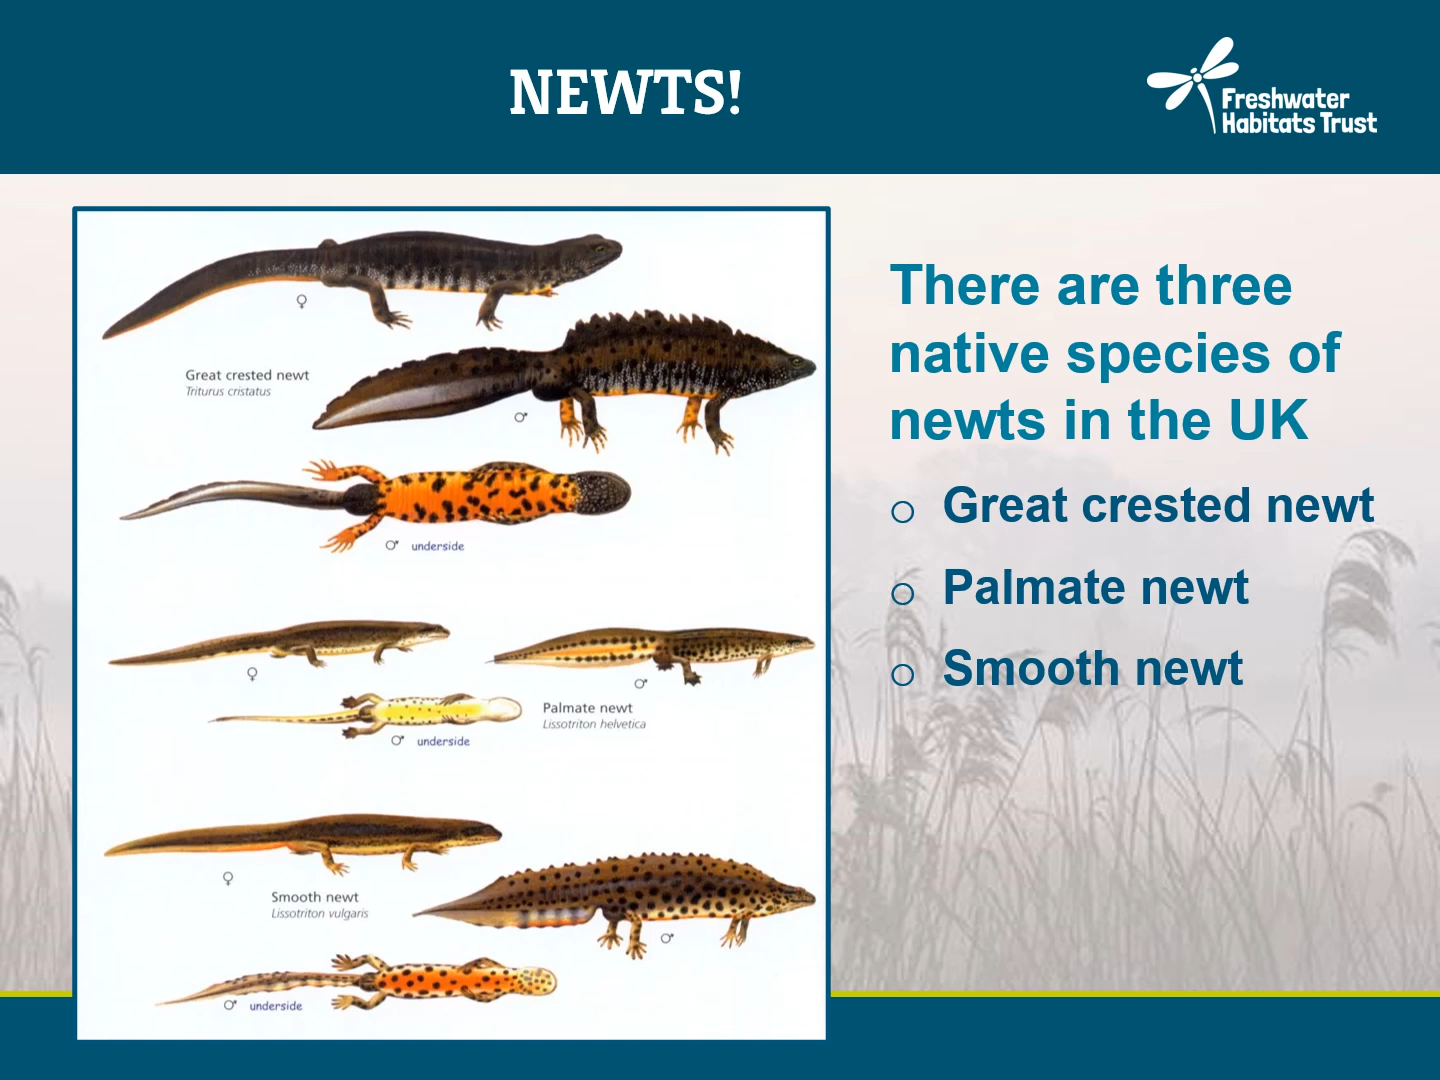 NEWTS!
Freshwater
Habitats Trust
♀
Great crested newt
Triturus cristatus
♂
♂ underside
♀
♂
Palmate newt
Lissotriton helvetica
♂ underside
♀
Smooth newt
Lissotriton vulgaris
♂
♂ underside
There are three
native species of
newts in the UK
o Great crested newt
o Palmate newt
o Smooth newt